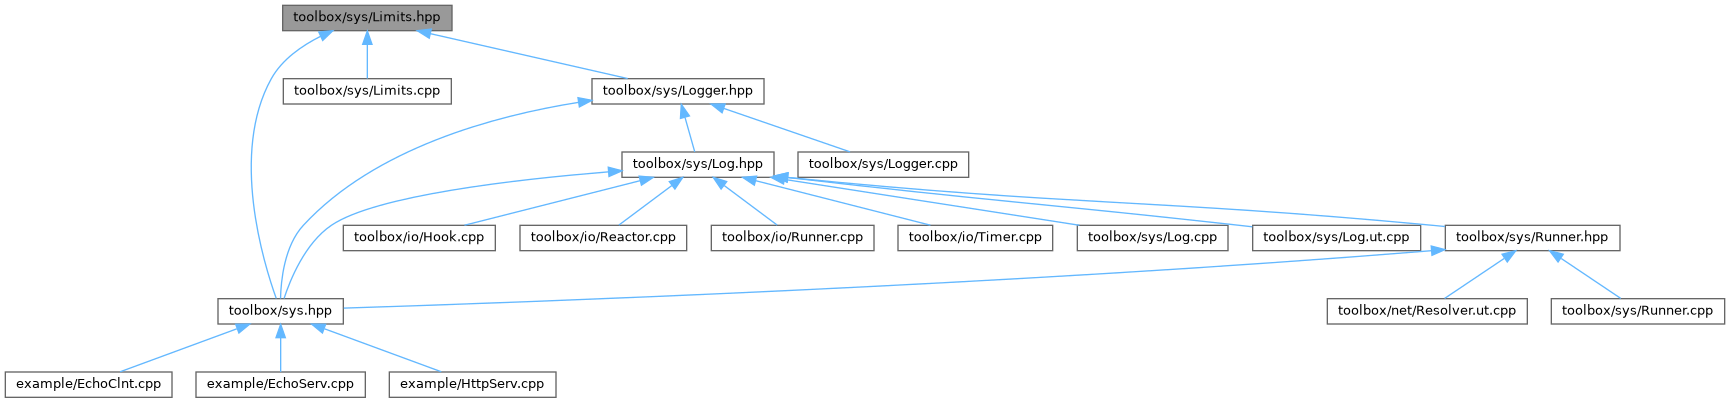 toolbox/sys/Limits.hpp
toolbox/sys/Limits.cpp
toolbox/sys/Logger.hpp
toolbox/sys/Log.hpp
toolbox/sys/Logger.cpp
toolbox/io/Hook.cpp
toolbox/io/Reactor.cpp
toolbox/io/Runner.cpp
toolbox/io/Timer.cpp
toolbox/sys/Log.cpp
toolbox/sys/Log.ut.cpp
toolbox/sys/Runner.hpp
toolbox/sys.hpp
toolbox/net/Resolver.ut.cpp
toolbox/sys/Runner.cpp
example/EchoClnt.cpp
example/EchoServ.cpp
example/HttpServ.cpp